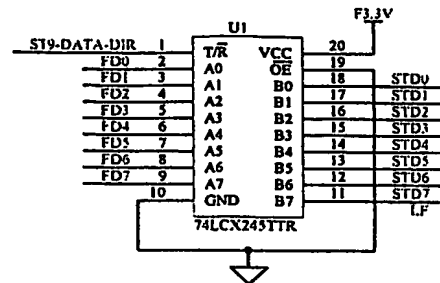 U1
F3.3V
ST9-DATA-DIR 1 T/R VCC 20
FD0 2 A0 OE 19
FD1 3 A1 B0 18 STD0
FD2 4 A2 B1 17 STD1
FD3 5 A3 B2 16 STD2
FD4 6 A4 B3 15 STD3
FD5 7 A5 B4 14 STD4
FD6 8 A6 B5 13 STD5
FD7 9 A7 B6 12 STD6
10 GND B7 11 STD7
LF
74LCX245TTR